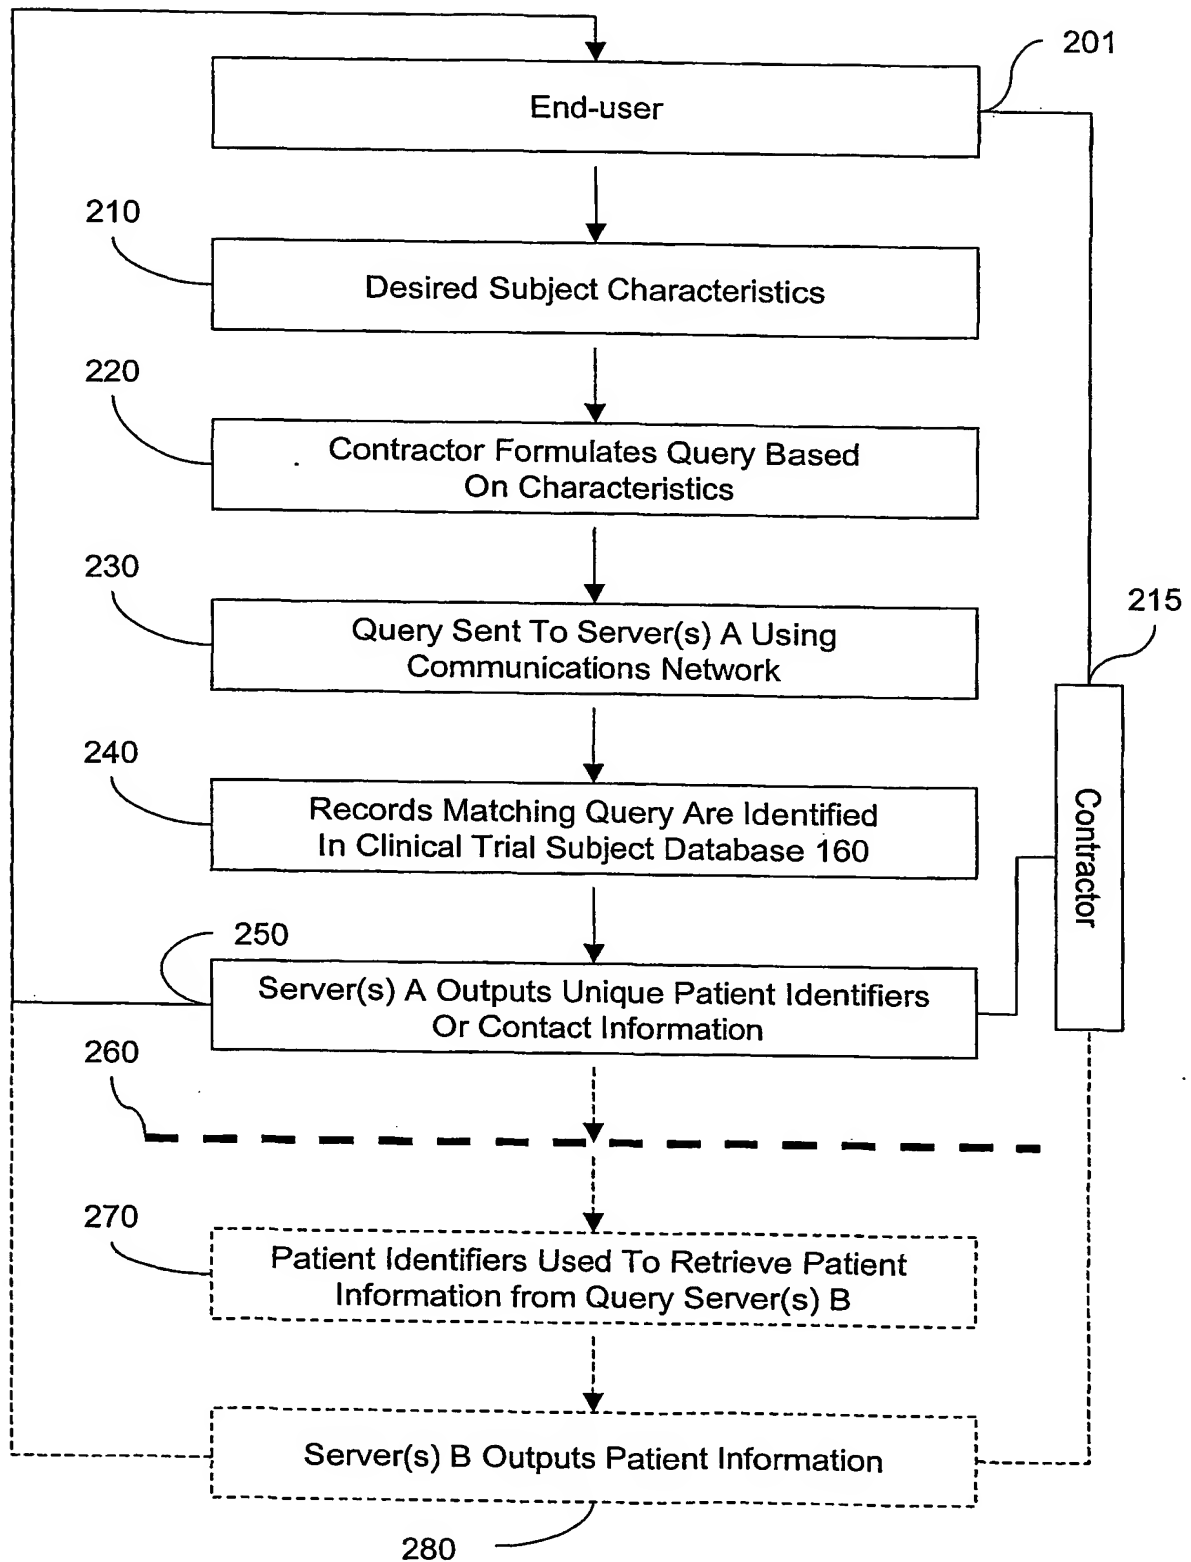 201
End-user
210
Desired Subject Characteristics
220
Contractor Formulates Query Based
On Characteristics
230
Query Sent To Server(s) A Using
Communications Network
215
Contractor
240
Records Matching Query Are Identified
In Clinical Trial Subject Database 160
250
Server(s) A Outputs Unique Patient Identifiers
Or Contact Information
260
270
Patient Identifiers Used To Retrieve Patient
Information from Query Server(s) B
Server(s) B Outputs Patient Information
280